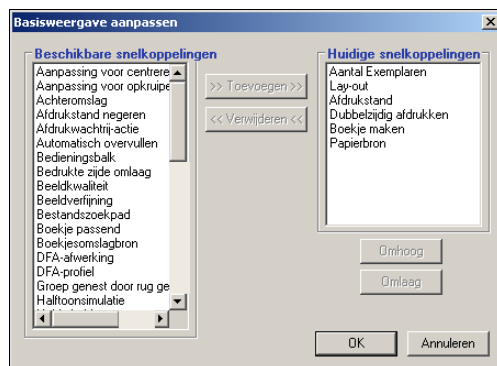 Basisweergave aanpassen
Beschikbare snelkoppelingen
Aanpassing voor centrere
Aanpassing voor opkruipe
Achteromslag
Afdrukstand negeren
Afdrukwachtrij-actie
Automatisch overvullen
Bedieningsbalk
Bedrukte zijde omlaag
Beeldkwaliteit
Beeldverfijning
Bestandszoekpad
Boekje passend
Boekjesomslagbron
DFA-afwerking
DFA-profiel
Groep genest door rug ge
Halftoonsimulatie
>> Toevoegen >>
<< Verwijderen <<
Huidige snelkoppelingen
Aantal Exemplaren
Lay-out
Afdrukstand
Dubbelzijdig afdrukken
Boekje maken
Papierbron
Omhoog
Omlaag
OK
Annuleren